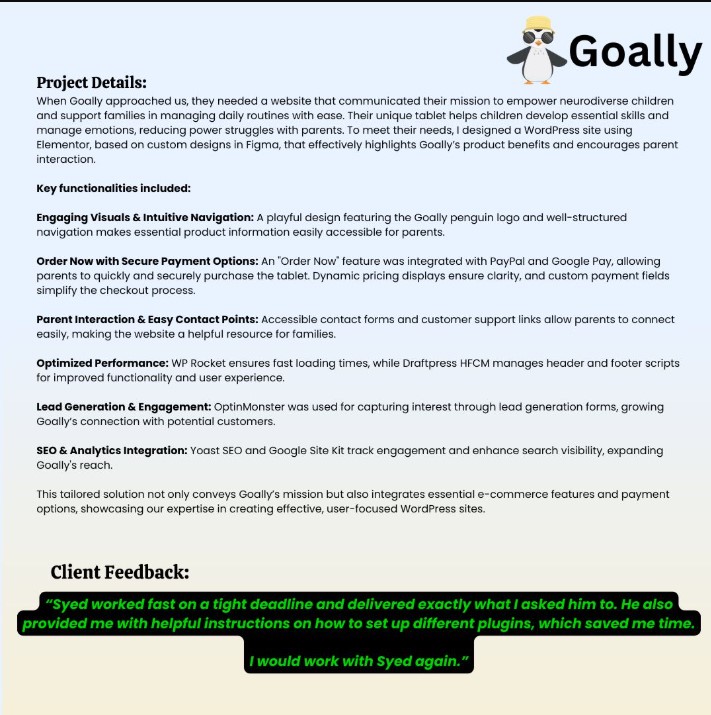 Goally
Project Details:
When Goally approached us, they needed a website that communicated their mission to empower neurodiverse children
and support families in managing daily routines with ease. Their unique tablet helps children develop essential skills and
manage emotions, reducing power struggles with parents. To meet their needs, I designed a WordPress site using
Elementor, based on custom designs in Figma, that effectively highlights Goally’s product benefits and encourages parent
interaction.
Key functionalities included:
Engaging Visuals & Intuitive Navigation: A playful design featuring the Goally penguin logo and well-structured
navigation makes essential product information easily accessible for parents.
Order Now with Secure Payment Options: An "Order Now" feature was integrated with PayPal and Google Pay, allowing
parents to quickly and securely purchase the tablet. Dynamic pricing displays ensure clarity, and custom payment fields
simplify the checkout process.
Parent Interaction & Easy Contact Points: Accessible contact forms and customer support links allow parents to connect
easily, making the website a helpful resource for families.
Optimized Performance: WP Rocket ensures fast loading times, while Draftpress HFCM manages header and footer scripts
for improved functionality and user experience.
Lead Generation & Engagement: OptinMonster was used for capturing interest through lead generation forms, growing
Goally’s connection with potential customers.
SEO & Analytics Integration: Yoast SEO and Google Site Kit track engagement and enhance search visibility, expanding
Goally's reach.
This tailored solution not only conveys Goally’s mission but also integrates essential e-commerce features and payment
options, showcasing our expertise in creating effective, user-focused WordPress sites.
Client Feedback:
“Syed worked fast on a tight deadline and delivered exactly what I asked him to. He also
provided me with helpful instructions on how to set up different plugins, which saved me time.
I would work with Syed again.”